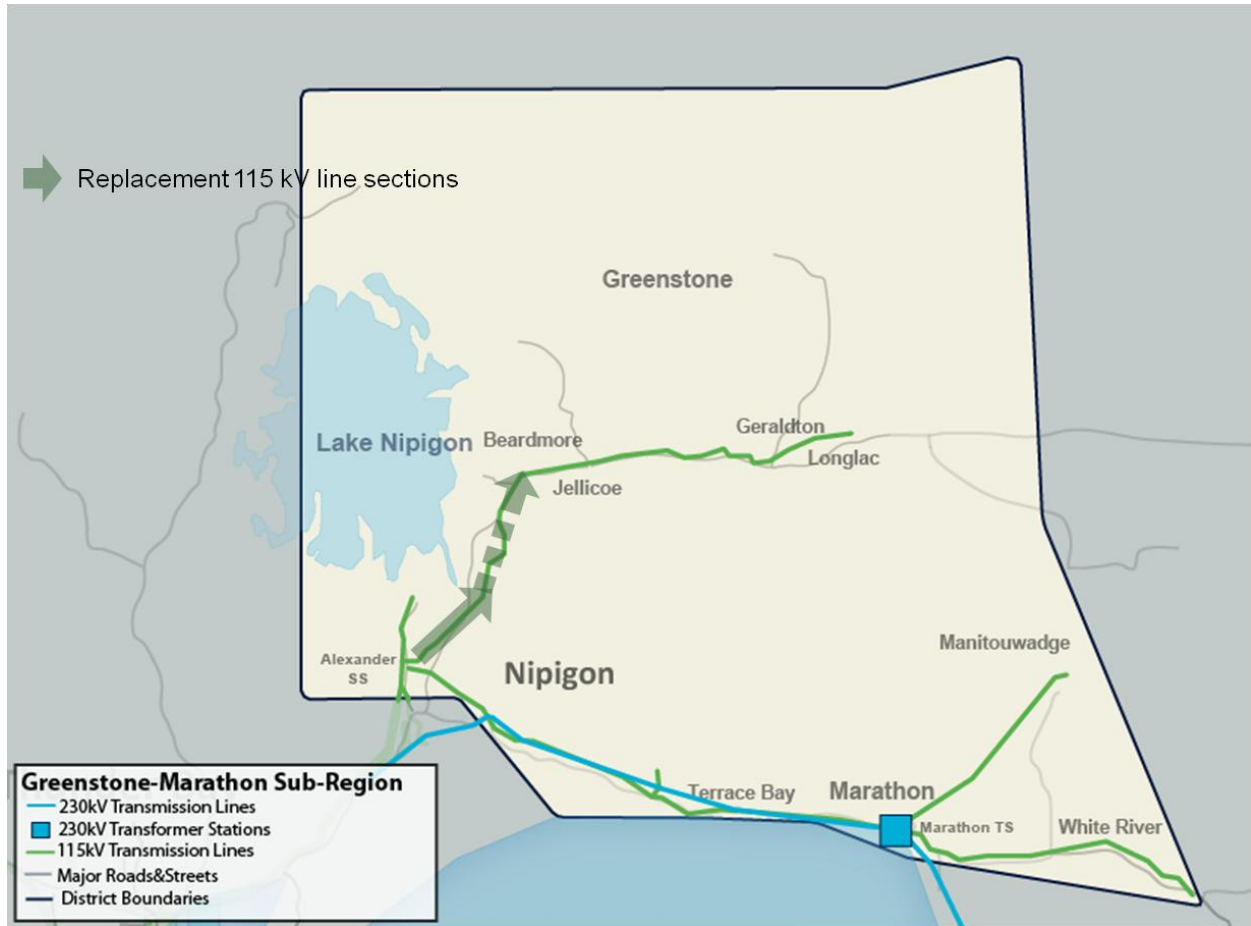 Replacement 115 kV line sections
Greenstone
Geraldton
Lake Nipigon
Beardmore
Longlac
Jellicoe
Manitouwadge
Alexander
SS
Nipigon
Terrace Bay
Marathon
Marathon TS
White River
Greenstone-Marathon Sub-Region
230kV Transmission Lines
230kV Transformer Stations
115kV Transmission Lines
Major Roads&Streets
District Boundaries